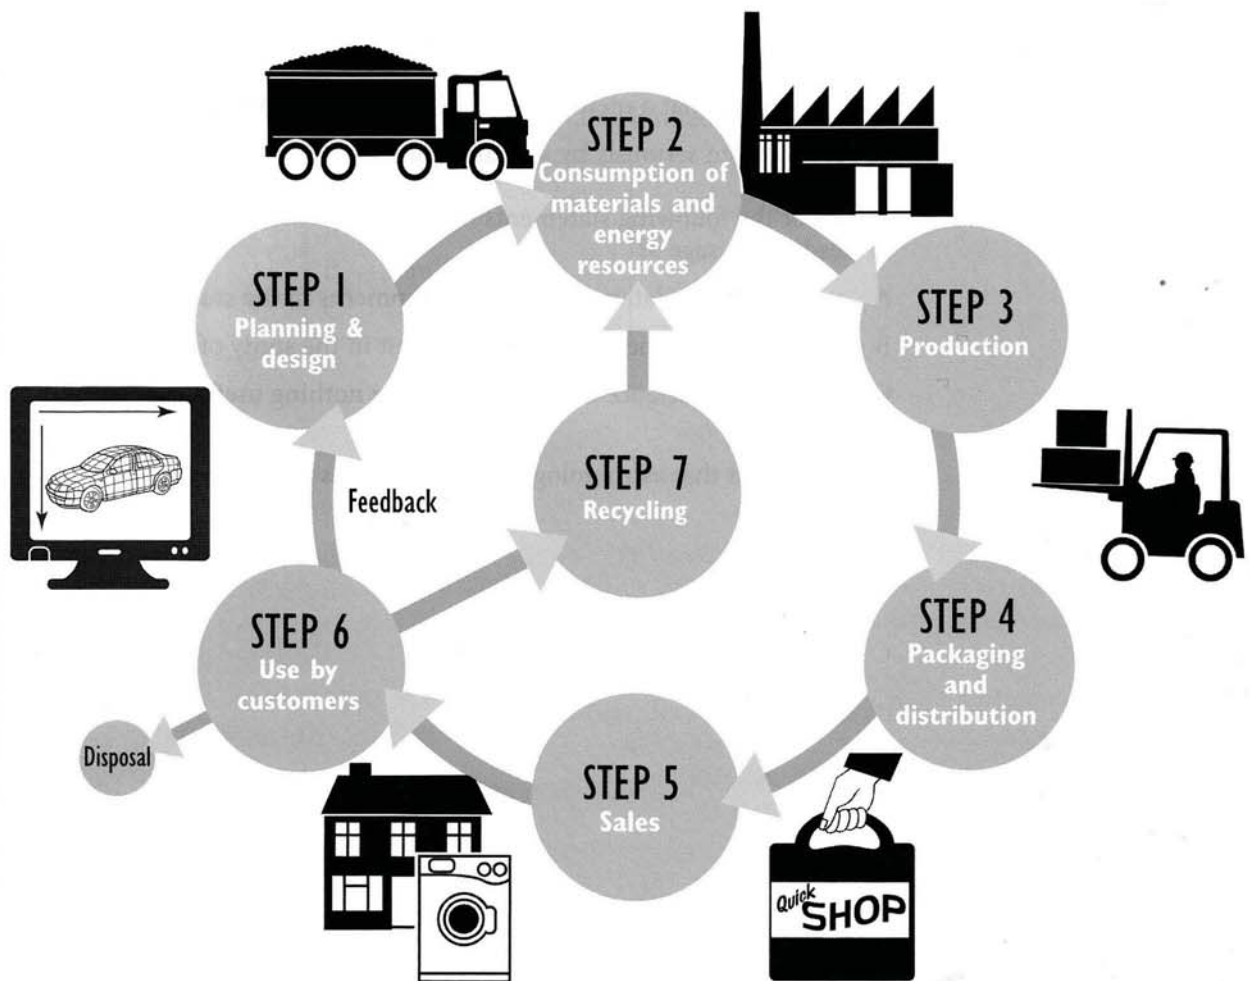 STEP 1
Planning &
design
STEP 2
Consumption of
materials and
energy
resources
STEP 3
Production
STEP 4
Packaging
and
distribution
STEP 5
Sales
STEP 6
Use by
customers
STEP 7
Recycling
Feedback
Disposal
Quick
SHOP